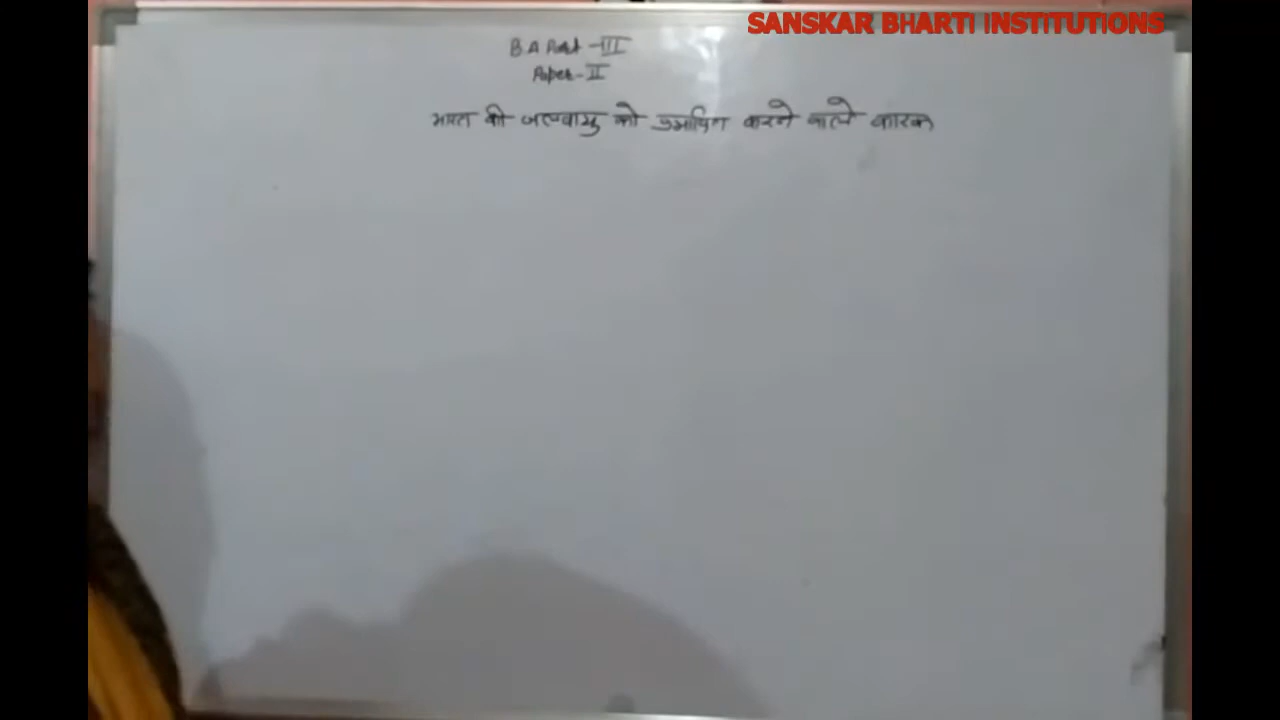 SANSKAR BHARTI INSTITUTIONS
B A Part-III
Paper-II
भारत की जलवायु को प्रभावित करने वाले कारक